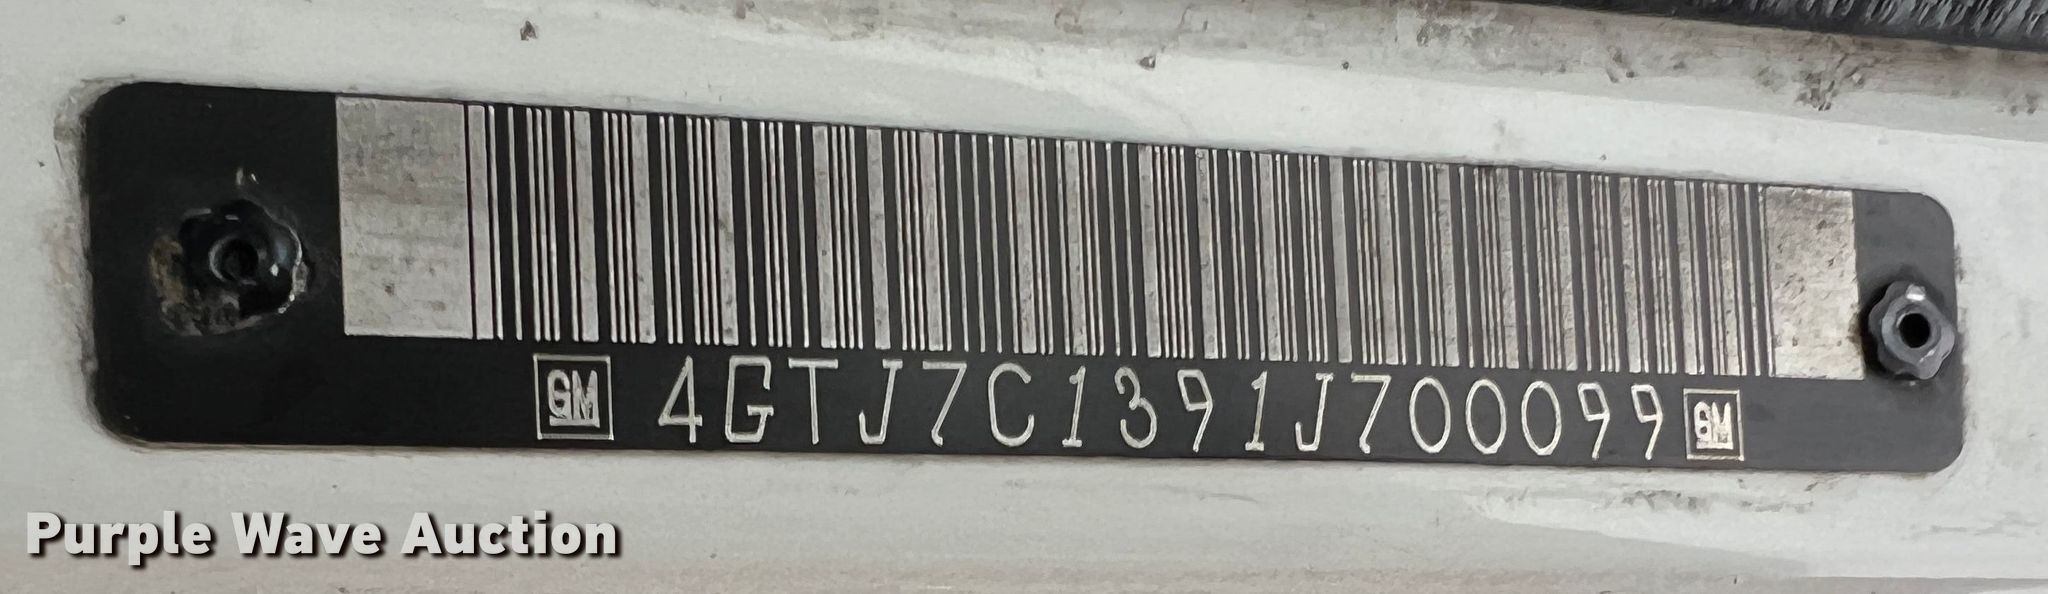 GM 4GTJ7C1391J700099 GM
Purple Wave Auction